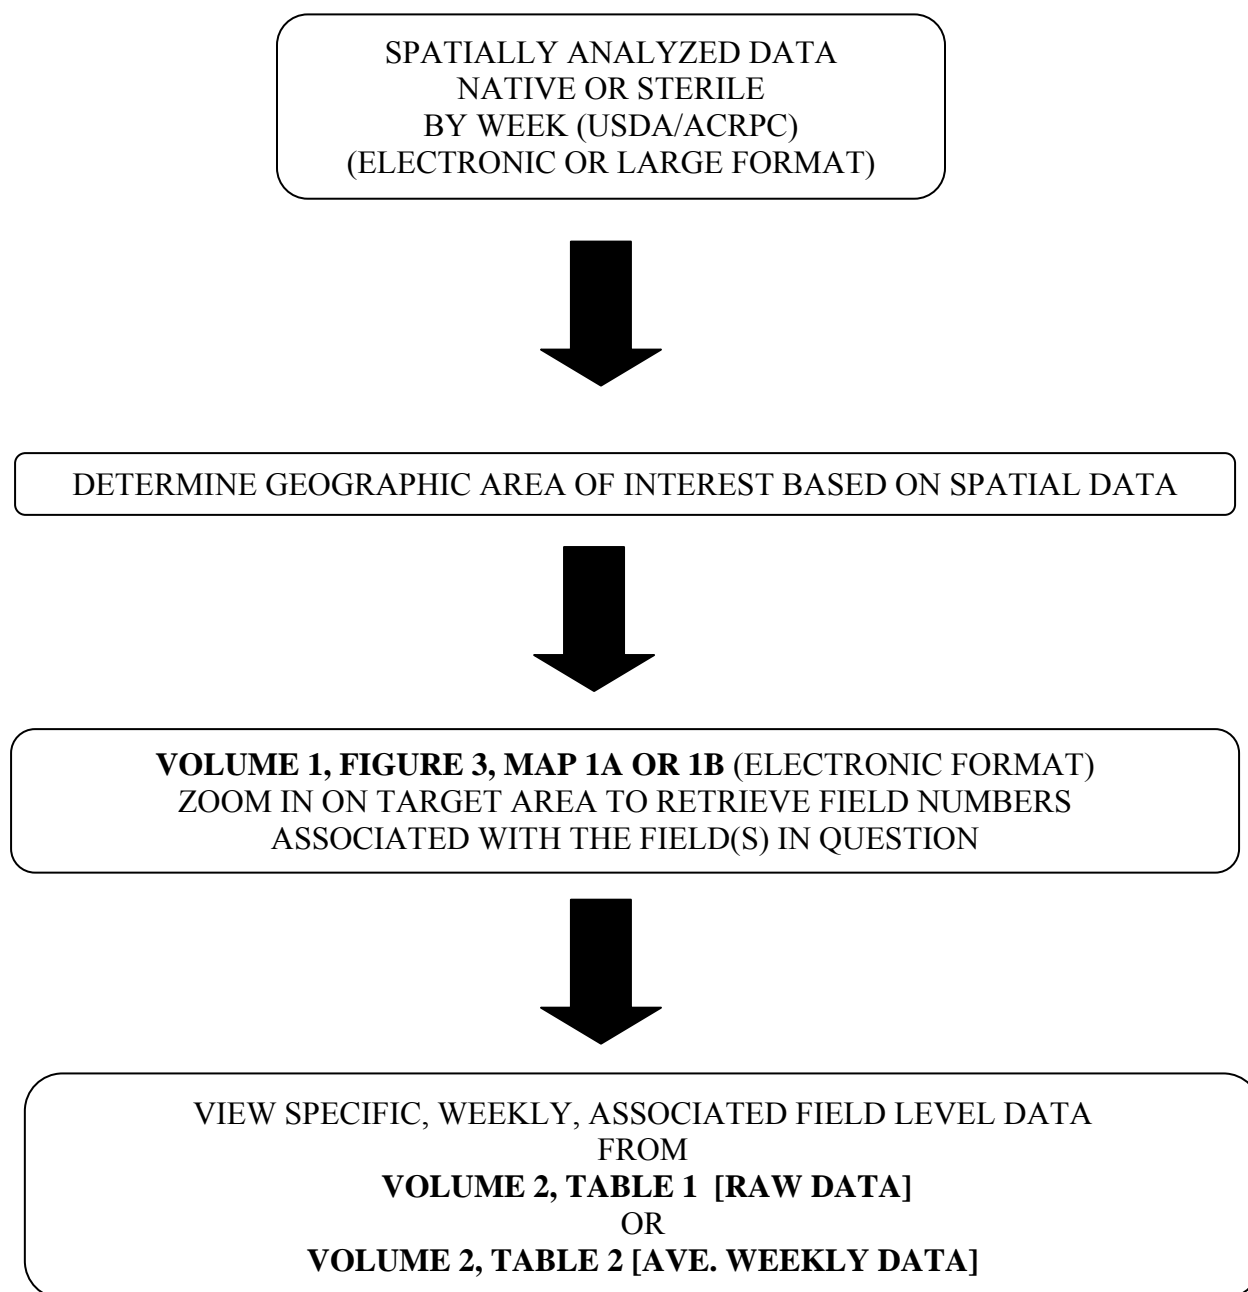 SPATIALLY ANALYZED DATA
NATIVE OR STERILE
BY WEEK (USDA/ACRPC)
(ELECTRONIC OR LARGE FORMAT)
DETERMINE GEOGRAPHIC AREA OF INTEREST BASED ON SPATIAL DATA
VOLUME 1, FIGURE 3, MAP 1A OR 1B (ELECTRONIC FORMAT)
ZOOM IN ON TARGET AREA TO RETRIEVE FIELD NUMBERS
ASSOCIATED WITH THE FIELD(S) IN QUESTION
VIEW SPECIFIC, WEEKLY, ASSOCIATED FIELD LEVEL DATA
FROM
VOLUME 2, TABLE 1 [RAW DATA]
OR
VOLUME 2, TABLE 2 [AVE. WEEKLY DATA]